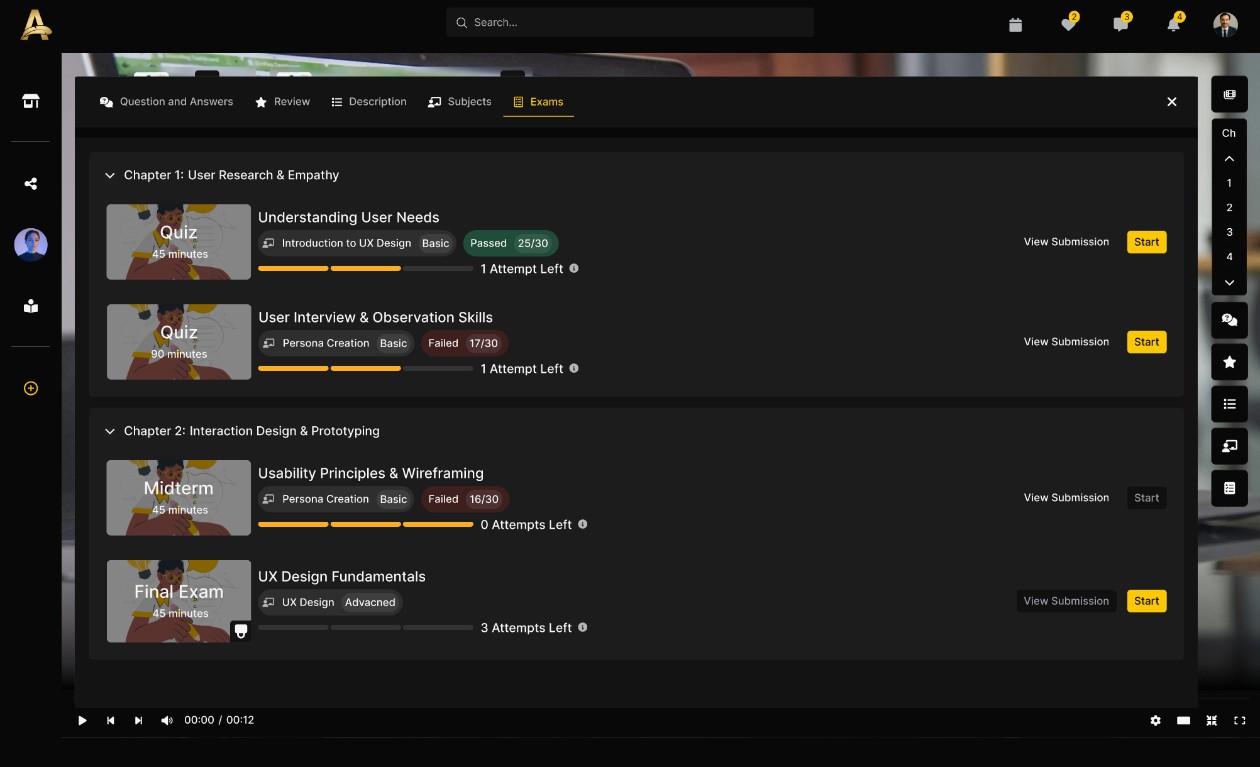 Search...
2
3
4
Question and Answers Review Description Subjects Exams
Ch
1
2
3
4
Chapter 1: User Research & Empathy
Quiz
45 minutes
Understanding User Needs
Introduction to UX Design Basic Passed 25/30
1 Attempt Left
View Submission Start
Quiz
90 minutes
User Interview & Observation Skills
Persona Creation Basic Failed 17/30
1 Attempt Left
View Submission Start
Chapter 2: Interaction Design & Prototyping
Midterm
45 minutes
Usability Principles & Wireframing
Persona Creation Basic Failed 16/30
0 Attempts Left
View Submission Start
Final Exam
45 minutes
UX Design Fundamentals
UX Design Advacned
3 Attempts Left
View Submission Start
00:00 / 00:12